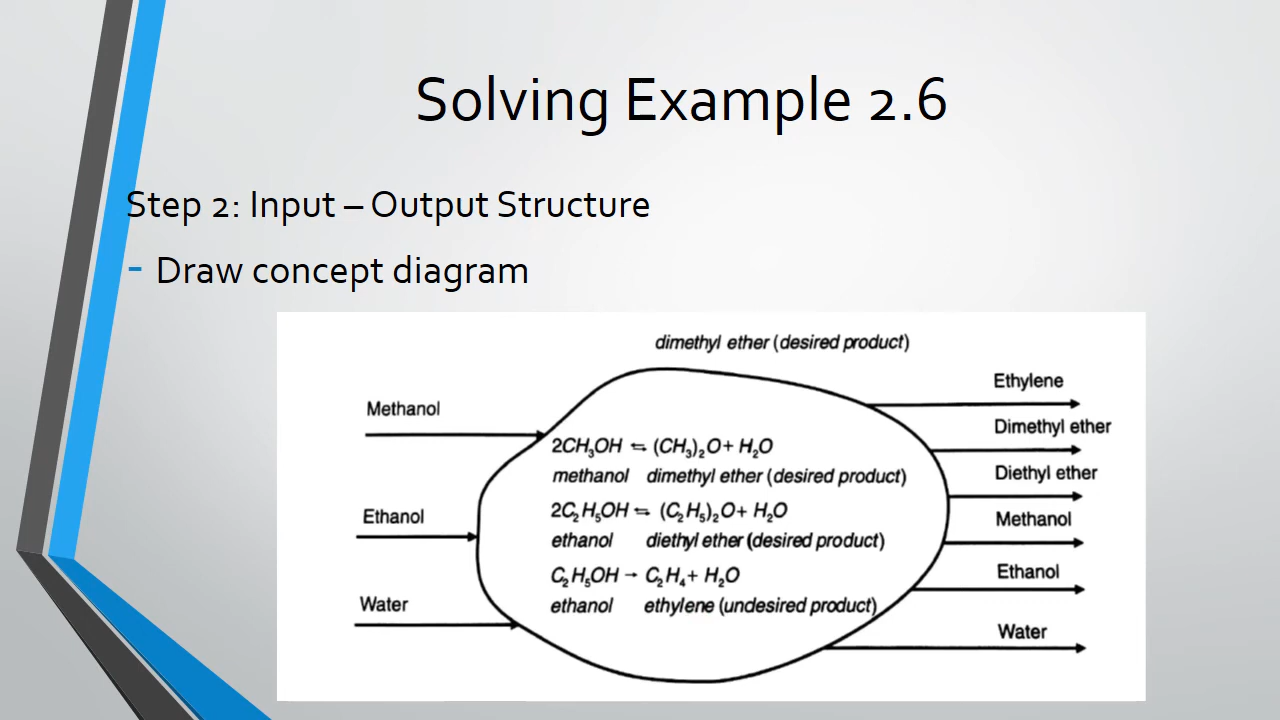 Solving Example 2.6
Step 2: Input – Output Structure
- Draw concept diagram
dimethyl ether (desired product)
Methanol
Ethanol
Water
2CH₃OH ⇆ (CH₃)₂O + H₂O
methanol dimethyl ether (desired product)
2C₂H₅OH ⇆ (C₂H₅)₂O + H₂O
ethanol diethyl ether (desired product)
C₂H₅OH → C₂H₄ + H₂O
ethanol ethylene (undesired product)
Ethylene
Dimethyl ether
Diethyl ether
Methanol
Ethanol
Water